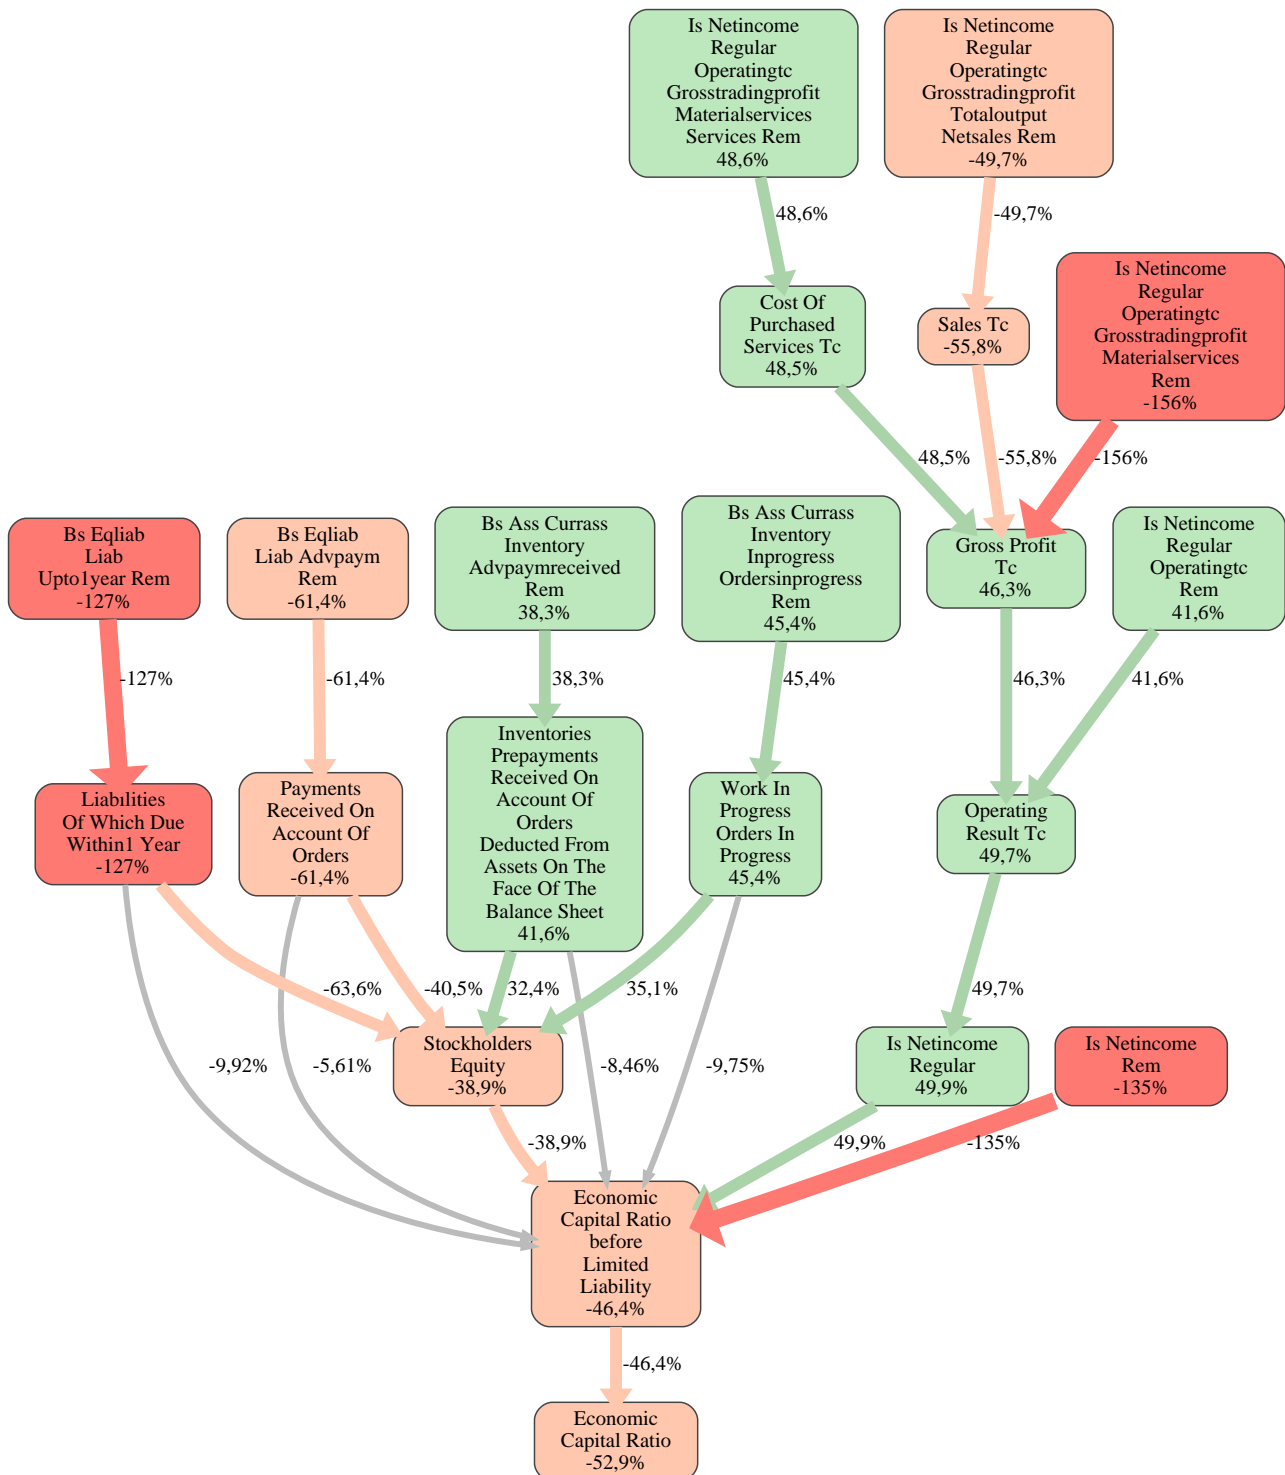 Is Netincome
Regular
Operatingtc
Grosstradingprofit
Materialservices
Services Rem
48,6%
Is Netincome
Regular
Operatingtc
Grosstradingprofit
Totaloutput
Netsales Rem
-49,7%
48,6%
-49,7%
Is Netincome
Regular
Operatingtc
Grosstradingprofit
Materialservices
Rem
-156%
Cost Of
Purchased
Services Tc
48,5%
Sales Tc
-55,8%
48,5%
-55,8%
-156%
Bs Eqliab
Liab
Upto1year Rem
-127%
Bs Eqliab
Liab Advpaym
Rem
-61,4%
Bs Ass Currass
Inventory
Advpaymreceived
Rem
38,3%
Bs Ass Currass
Inventory
Inprogress
Ordersinprogress
Rem
45,4%
Gross Profit
Tc
46,3%
Is Netincome
Regular
Operatingtc
Rem
41,6%
-127%
-61,4%
38,3%
45,4%
46,3%
41,6%
Liabilities
Of Which Due
Within1 Year
-127%
Payments
Received On
Account Of
Orders
-61,4%
Inventories
Prepayments
Received On
Account Of
Orders
Deducted From
Assets On The
Face Of The
Balance Sheet
41,6%
Work In
Progress
Orders In
Progress
45,4%
Operating
Result Tc
49,7%
-63,6%
-40,5%
32,4%
35,1%
49,7%
Stockholders
Equity
-38,9%
Is Netincome
Regular
49,9%
Is Netincome
Rem
-135%
-9,92%
-5,61%
-8,46%
-9,75%
-38,9%
49,9%
-135%
Economic
Capital Ratio
before
Limited
Liability
-46,4%
-46,4%
Economic
Capital Ratio
-52,9%